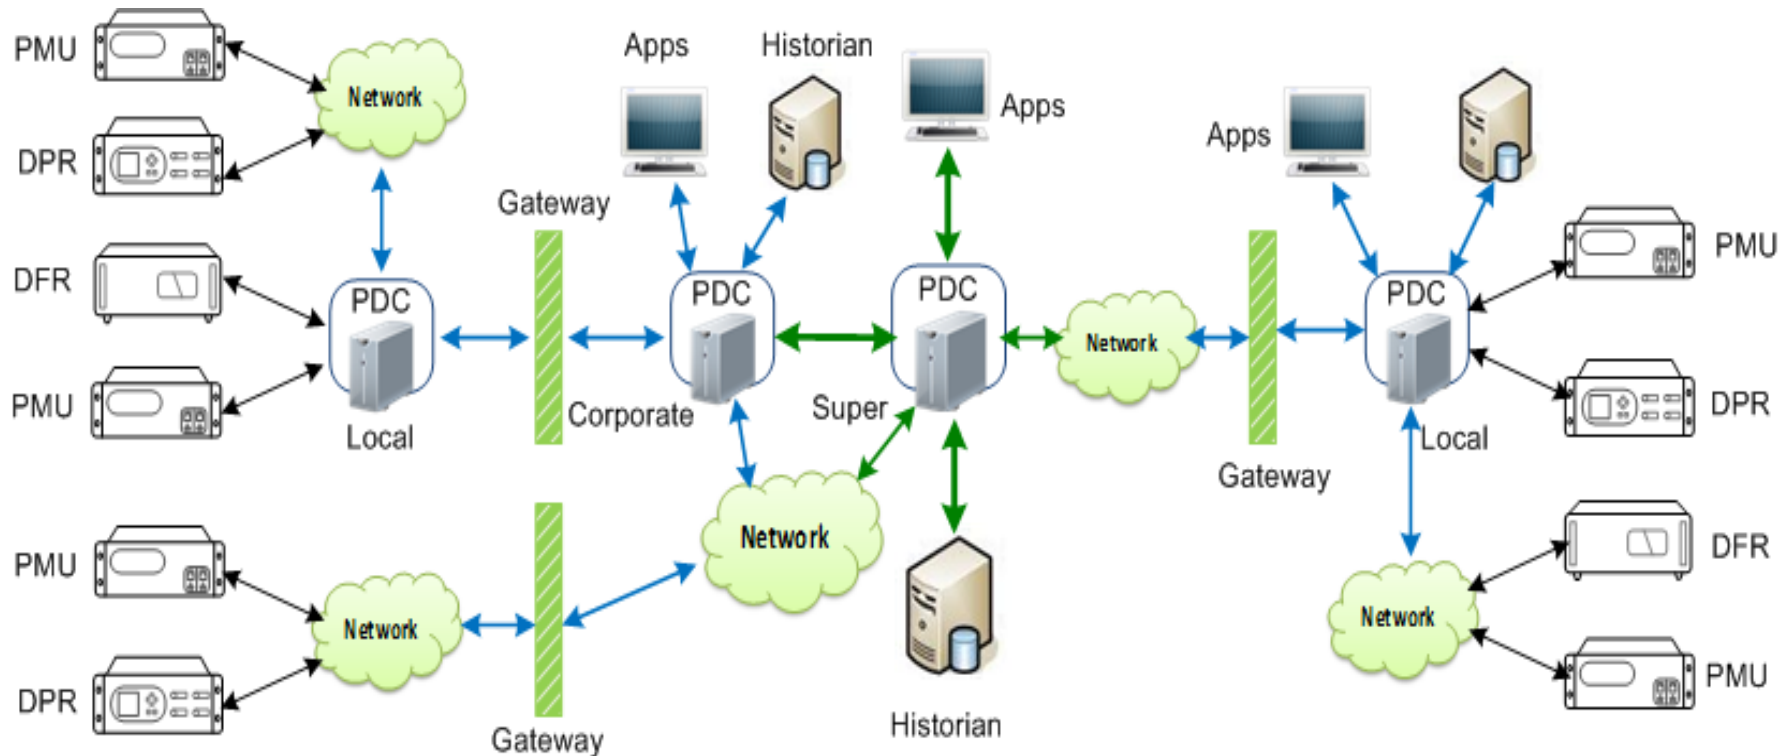 PMU
Network
DPR
DFR
PMU
PDC
Local
Gateway
Apps
Historian
Apps
PDC
Corporate
PDC
Super
Network
Gateway
Apps
PDC
Local
PMU
DPR
PMU
Network
DPR
Gateway
Network
Historian
Network
DFR
PMU